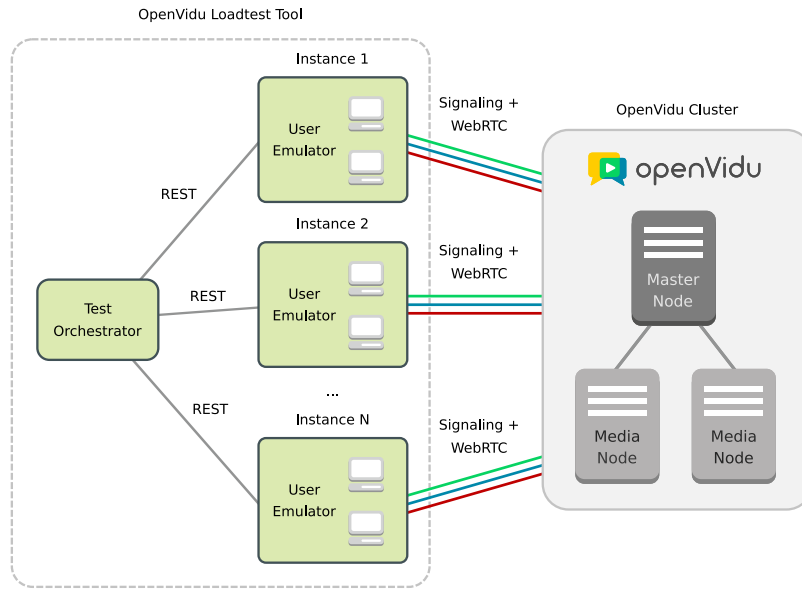 OpenVidu Loadtest Tool
Instance 1
User
Emulator
Signaling +
WebRTC
OpenVidu Cluster
openVidu
REST
Instance 2
User
Emulator
Signaling +
WebRTC
Master
Node
REST
Test
Orchestrator
...
REST
Instance N
User
Emulator
Signaling +
WebRTC
Media
Node
Media
Node